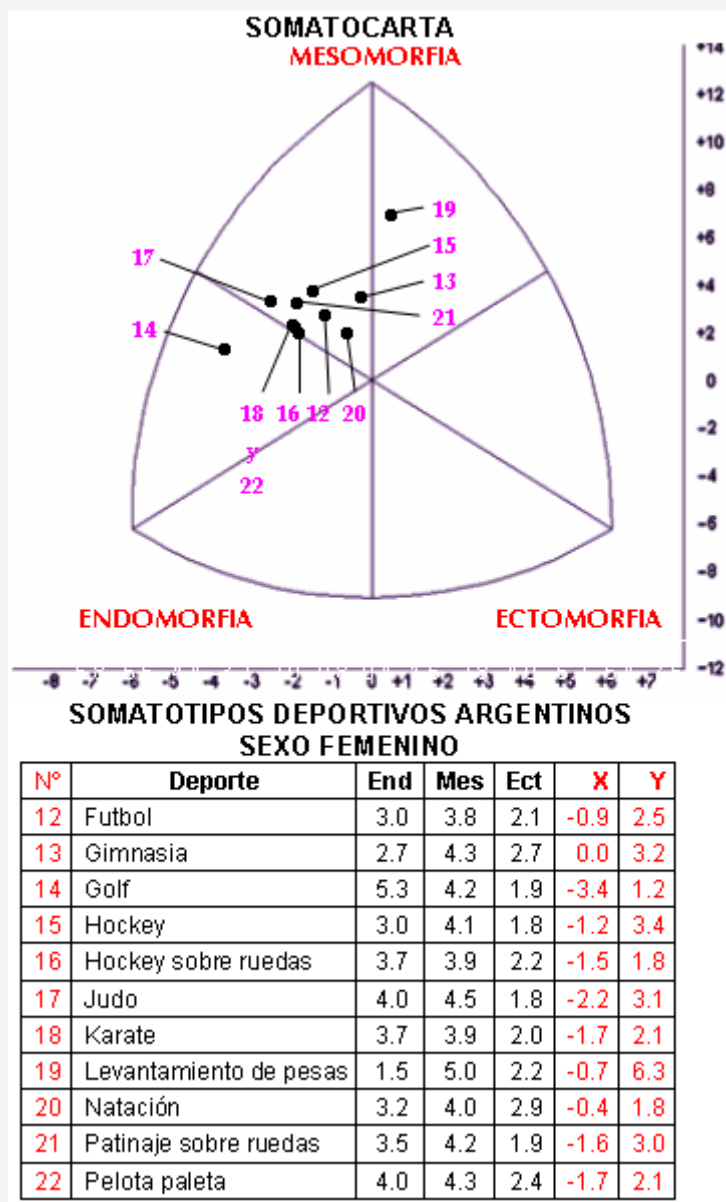 SOMATOCARTA
MESOMORFIA
+14
+12
+10
+8
+6
+4
+2
0
-2
-4
-6
-8
-10
-12
19
15
17
13
14
21
18 16 12 20
y
22
ENDOMORFIA ECTOMORFIA
-8 -7 -6 -5 -4 -3 -2 -1 0 +1 +2 +3 +4 +5 +6 +7
SOMATOTIPOS DEPORTIVOS ARGENTINOS
SEXO FEMENINO
Nº Deporte End Mes Ect X Y
12 Futbol 3.0 3.8 2.1 -0.9 2.5
13 Gimnasia 2.7 4.3 2.7 0.0 3.2
14 Golf 5.3 4.2 1.9 -3.4 1.2
15 Hockey 3.0 4.1 1.8 -1.2 3.4
16 Hockey sobre ruedas 3.7 3.9 2.2 -1.5 1.8
17 Judo 4.0 4.5 1.8 -2.2 3.1
18 Karate 3.7 3.9 2.0 -1.7 2.1
19 Levantamiento de pesas 1.5 5.0 2.2 -0.7 6.3
20 Natación 3.2 4.0 2.9 -0.4 1.8
21 Patinaje sobre ruedas 3.5 4.2 1.9 -1.6 3.0
22 Pelota paleta 4.0 4.3 2.4 -1.7 2.1